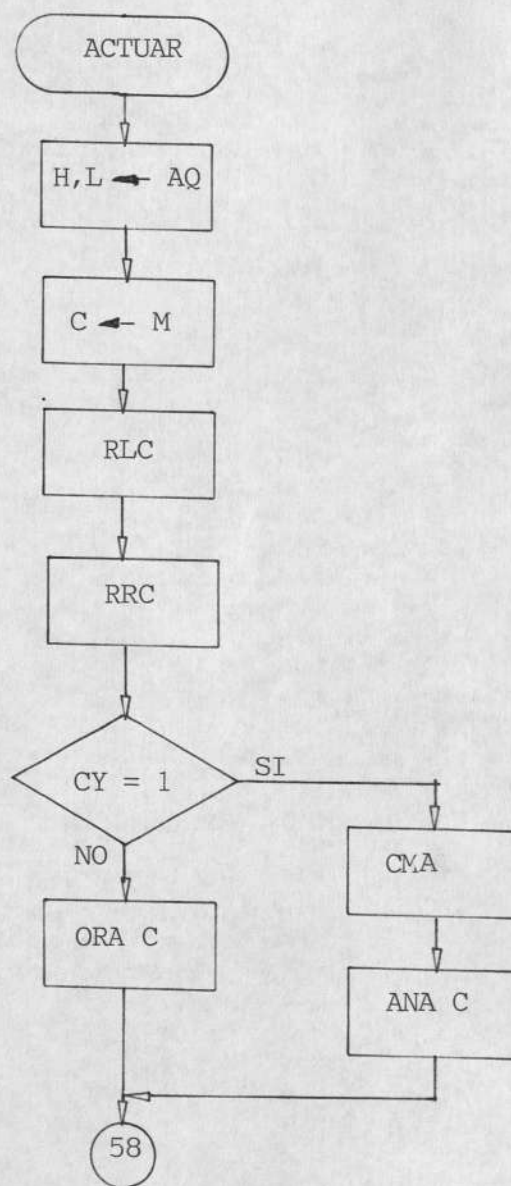 ACTUAR
H,L ← AQ
C ← M
RLC
RRC
CY = 1
SI
NO
CMA
ORA C
ANA C
58